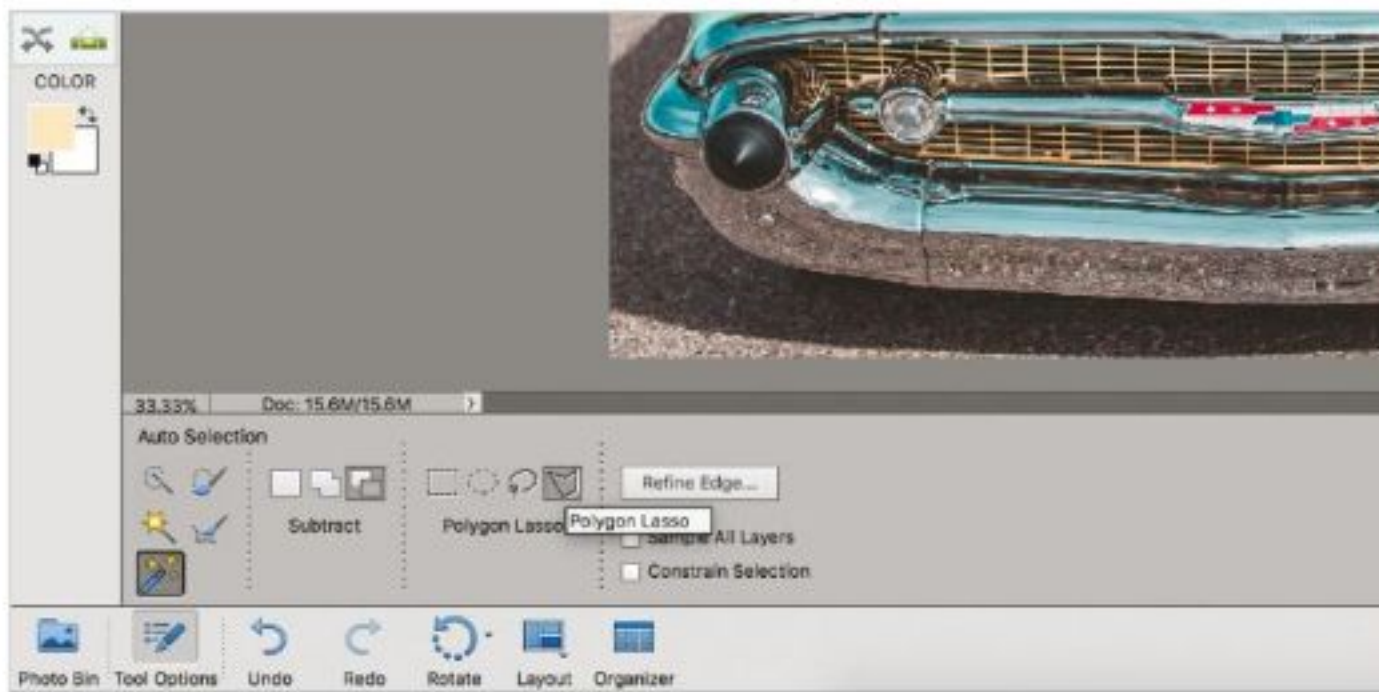 COLOR
33.33%
Doc: 15.6M/15.6M
Auto Selection
Subtract
Polygon Lasso
Polygon Lasso
Refine Edge...
Sample All Layers
Constrain Selection
Photo Bin
Tool Options
Undo
Redo
Rotate
Layout
Organizer